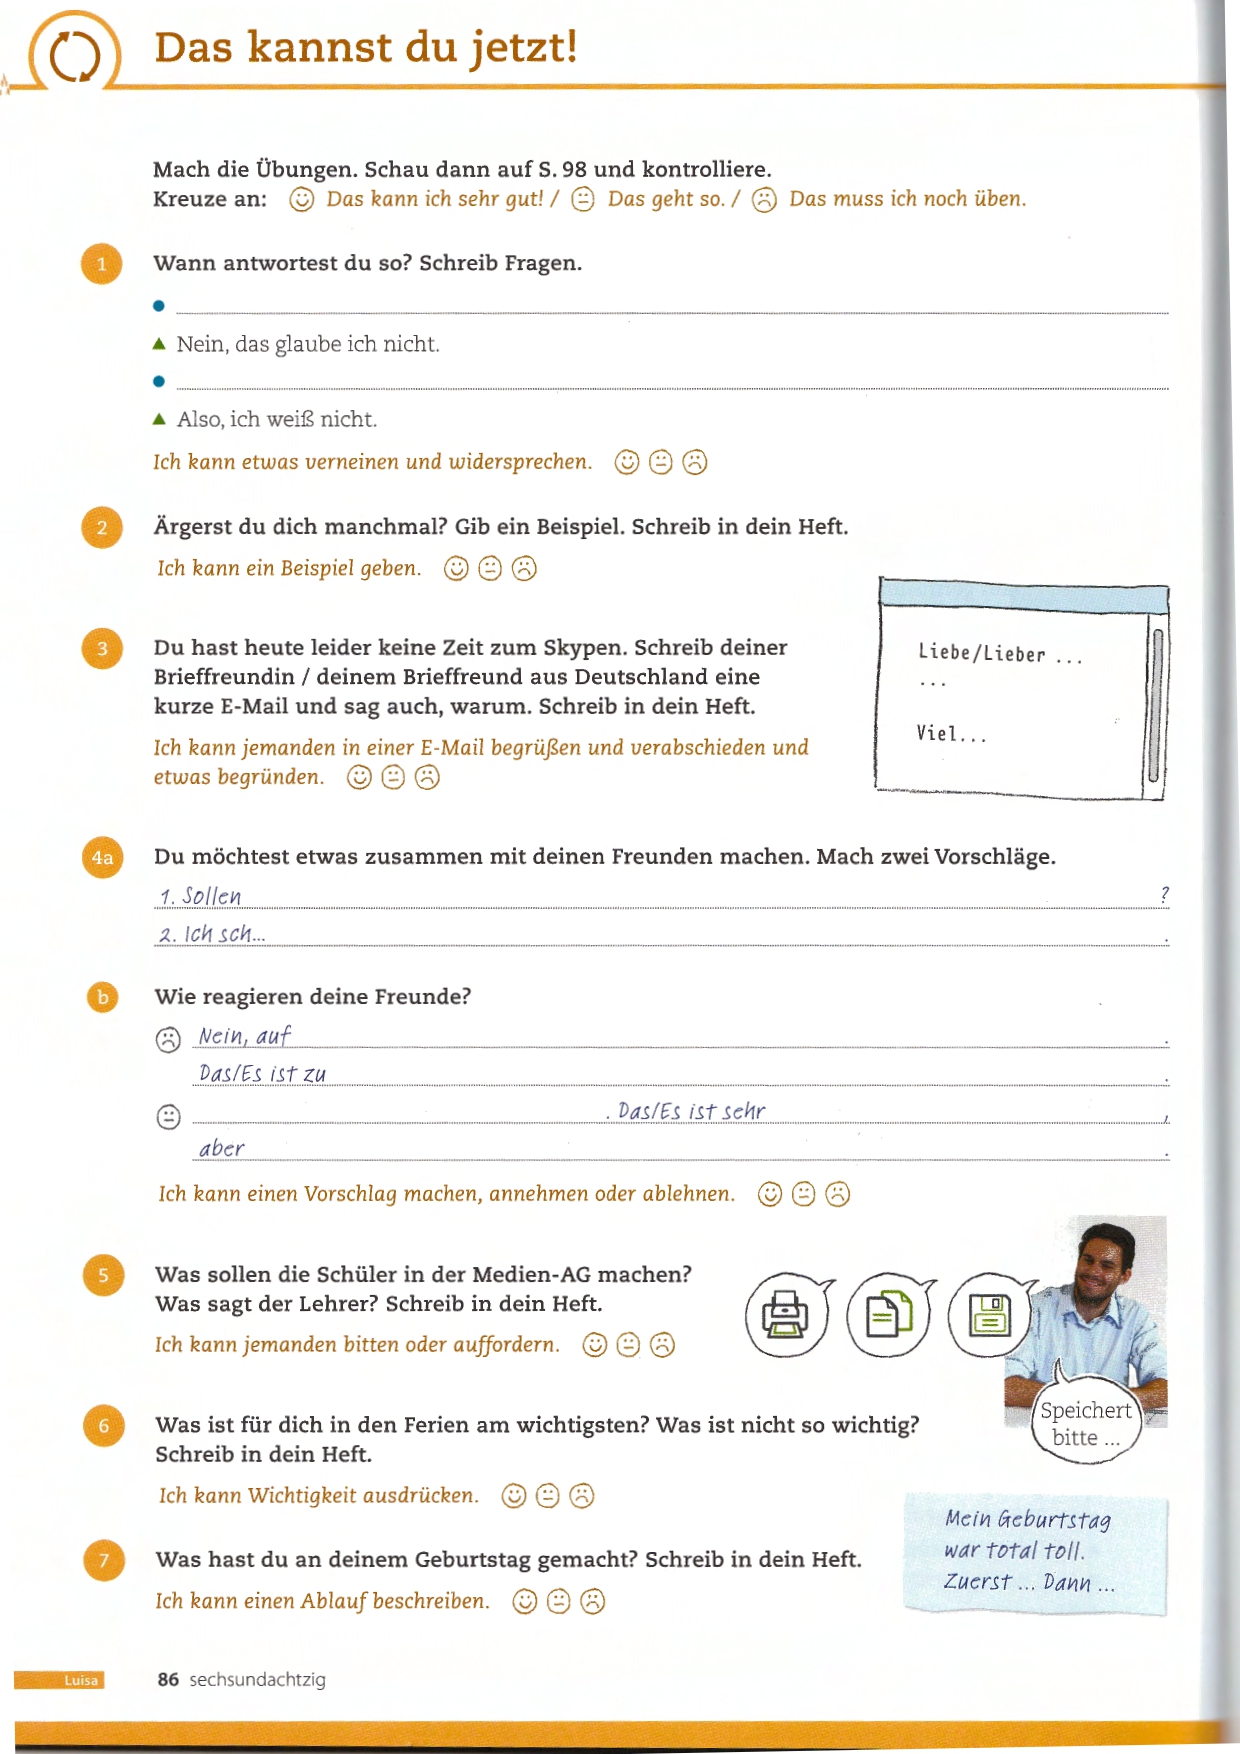 Das kannst du jetzt!
Mach die Übungen. Schau dann auf S. 98 und kontrolliere.
Kreuze an: Das kann ich sehr gut! / Das geht so. / Das muss ich noch üben.
1 Wann antwortest du so? Schreib Fragen.
Nein, das glaube ich nicht.
Also, ich weiß nicht.
Ich kann etwas verneinen und widersprechen.
2 Ärgerst du dich manchmal? Gib ein Beispiel. Schreib in dein Heft.
Ich kann ein Beispiel geben.
3 Du hast heute leider keine Zeit zum Skypen. Schreib deiner
Brieffreundin / deinem Brieffreund aus Deutschland eine
kurze E-Mail und sag auch, warum. Schreib in dein Heft.
Ich kann jemanden in einer E-Mail begrüßen und verabschieden und
etwas begründen.
Liebe/Lieber ...
...
Viel...
4a Du möchtest etwas zusammen mit deinen Freunden machen. Mach zwei Vorschläge.
1. Sollen ?
2. Ich sch... .
b Wie reagieren deine Freunde?
Nein, auf .
Das/Es ist zu .
. Das/Es ist sehr ,
aber .
Ich kann einen Vorschlag machen, annehmen oder ablehnen.
5 Was sollen die Schüler in der Medien-AG machen?
Was sagt der Lehrer? Schreib in dein Heft.
Ich kann jemanden bitten oder auffordern.
Speichert
bitte ...
6 Was ist für dich in den Ferien am wichtigsten? Was ist nicht so wichtig?
Schreib in dein Heft.
Ich kann Wichtigkeit ausdrücken.
7 Was hast du an deinem Geburtstag gemacht? Schreib in dein Heft.
Ich kann einen Ablauf beschreiben.
Mein Geburtstag
war total toll.
Zuerst ... Dann ...
Luisa 86 sechsundachtzig